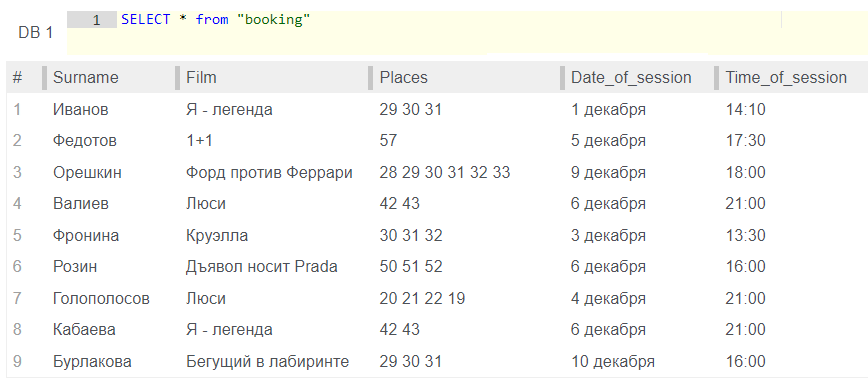 DB 1
1 SELECT * from "booking"
# Surname Film Places Date_of_session Time_of_session
1 Иванов Я - легенда 29 30 31 1 декабря 14:10
2 Федотов 1+1 57 5 декабря 17:30
3 Орешкин Форд против Феррари 28 29 30 31 32 33 9 декабря 18:00
4 Валиев Люси 42 43 6 декабря 21:00
5 Фронина Круэлла 30 31 32 3 декабря 13:30
6 Розин Дъявол носит Prada 50 51 52 6 декабря 16:00
7 Голополосов Люси 20 21 22 19 4 декабря 21:00
8 Кабаева Я - легенда 42 43 6 декабря 21:00
9 Бурлакова Бегущий в лабиринте 29 30 31 10 декабря 16:00